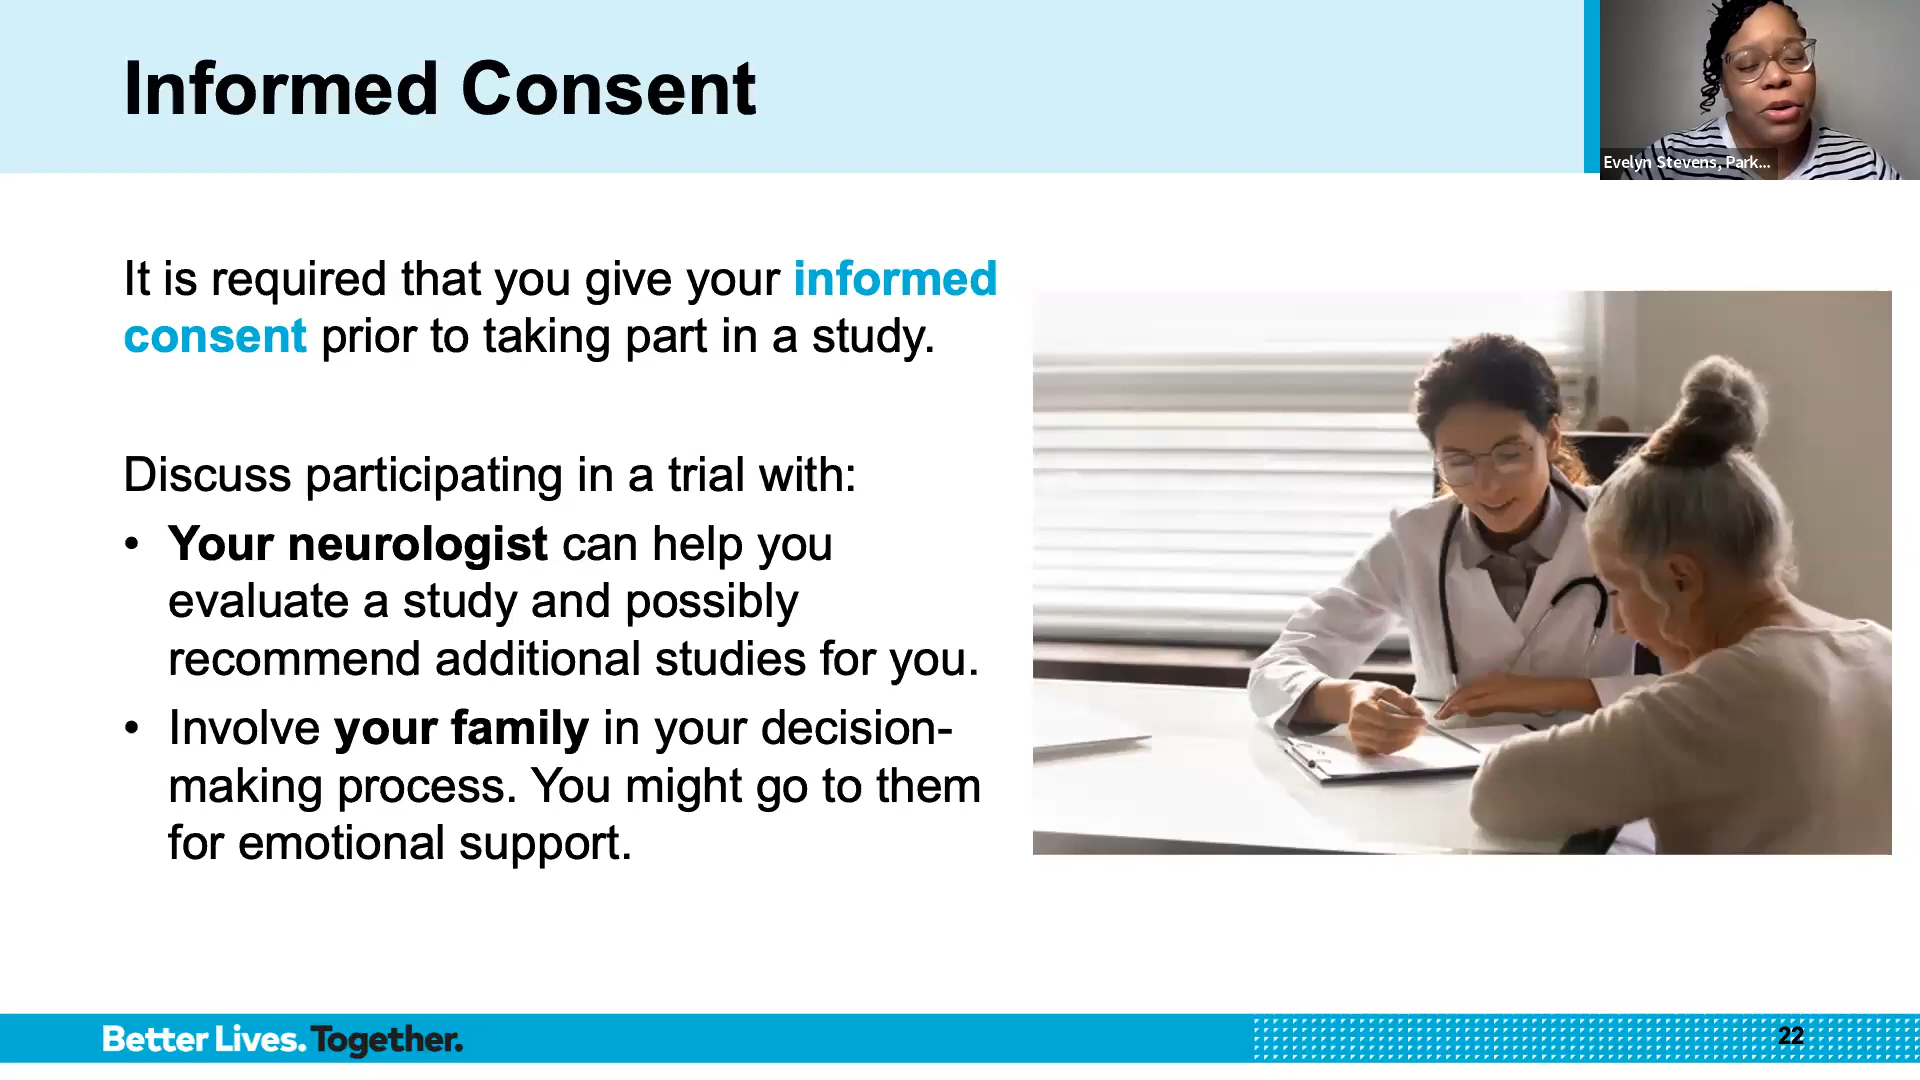 Informed Consent
Evelyn Stevens, Park...
It is required that you give your informed
consent prior to taking part in a study.
Discuss participating in a trial with:
• Your neurologist can help you
evaluate a study and possibly
recommend additional studies for you.
• Involve your family in your decision-
making process. You might go to them
for emotional support.
Better Lives. Together.
22